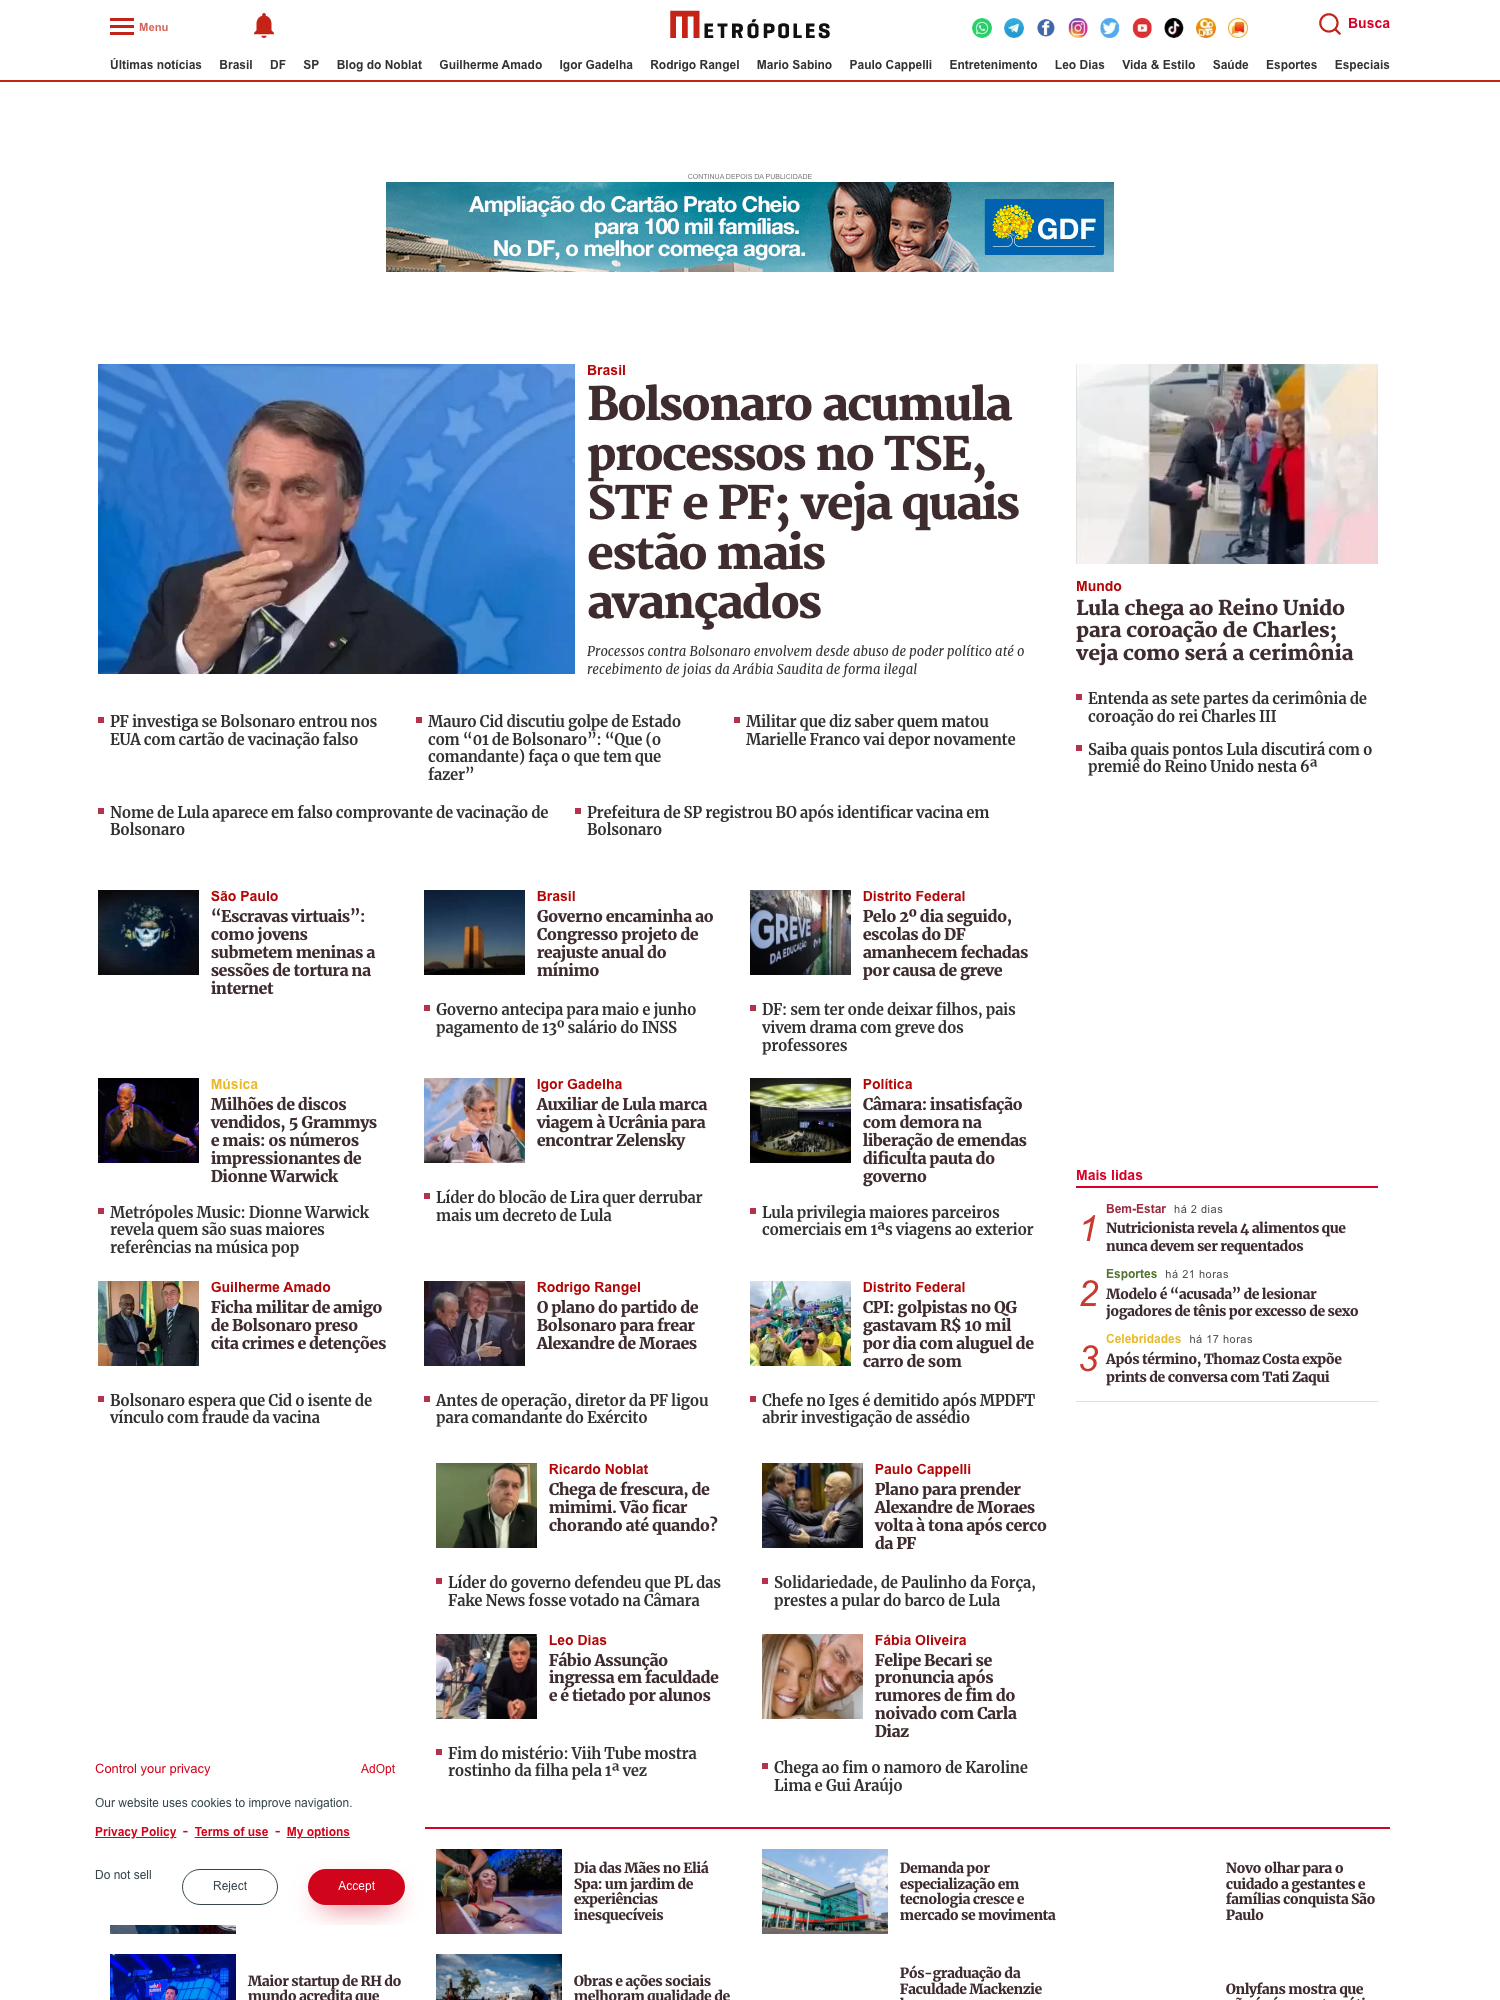 Menu
METRÓPOLES
Busca
Últimas notícias Brasil DF SP Blog do Noblat Guilherme Amado Igor Gadelha Rodrigo Rangel Mario Sabino Paulo Cappelli Entretenimento Leo Dias Vida & Estilo Saúde Esportes Especiais
CONTINUA DEPOIS DA PUBLICIDADE
Ampliação do Cartão Prato Cheio
para 100 mil famílias.
No DF, o melhor começa agora.
GDF
Brasil
Bolsonaro acumula
processos no TSE,
STF e PF; veja quais
estão mais
avançados
Processos contra Bolsonaro envolvem desde abuso de poder político até o
recebimento de joias da Arábia Saudita de forma ilegal
Mundo
Lula chega ao Reino Unido
para coroação de Charles;
veja como será a cerimônia
Entenda as sete partes da cerimônia de
coroação do rei Charles III
Saiba quais pontos Lula discutirá com o
premiê do Reino Unido nesta 6ª
PF investiga se Bolsonaro entrou nos
EUA com cartão de vacinação falso
Mauro Cid discutiu golpe de Estado
com “01 de Bolsonaro”: “Que (o
comandante) faça o que tem que
fazer”
Militar que diz saber quem matou
Marielle Franco vai depor novamente
Nome de Lula aparece em falso comprovante de vacinação de
Bolsonaro
Prefeitura de SP registrou BO após identificar vacina em
Bolsonaro
São Paulo
“Escravas virtuais”:
como jovens
submetem meninas a
sessões de tortura na
internet
Brasil
Governo encaminha ao
Congresso projeto de
reajuste anual do
mínimo
Governo antecipa para maio e junho
pagamento de 13º salário do INSS
GREVE
DA EDUCAÇÃO
Distrito Federal
Pelo 2º dia seguido,
escolas do DF
amanhecem fechadas
por causa de greve
DF: sem ter onde deixar filhos, pais
vivem drama com greve dos
professores
Música
Milhões de discos
vendidos, 5 Grammys
e mais: os números
impressionantes de
Dionne Warwick
Metrópoles Music: Dionne Warwick
revela quem são suas maiores
referências na música pop
Igor Gadelha
Auxiliar de Lula marca
viagem à Ucrânia para
encontrar Zelensky
Líder do blocão de Lira quer derrubar
mais um decreto de Lula
Política
Câmara: insatisfação
com demora na
liberação de emendas
dificulta pauta do
governo
Lula privilegia maiores parceiros
comerciais em 1ªs viagens ao exterior
Mais lidas
1
Bem-Estar há 2 dias
Nutricionista revela 4 alimentos que
nunca devem ser requentados
2
Esportes há 21 horas
Modelo é “acusada” de lesionar
jogadores de tênis por excesso de sexo
3
Celebridades há 17 horas
Após término, Thomaz Costa expõe
prints de conversa com Tati Zaqui
Guilherme Amado
Ficha militar de amigo
de Bolsonaro preso
cita crimes e detenções
Bolsonaro espera que Cid o isente de
vínculo com fraude da vacina
Rodrigo Rangel
O plano do partido de
Bolsonaro para frear
Alexandre de Moraes
Antes de operação, diretor da PF ligou
para comandante do Exército
Distrito Federal
CPI: golpistas no QG
gastavam R$ 10 mil
por dia com aluguel de
carro de som
Chefe no Iges é demitido após MPDFT
abrir investigação de assédio
Ricardo Noblat
Chega de frescura, de
mimimi. Vão ficar
chorando até quando?
Líder do governo defendeu que PL das
Fake News fosse votado na Câmara
Paulo Cappelli
Plano para prender
Alexandre de Moraes
volta à tona após cerco
da PF
Solidariedade, de Paulinho da Força,
prestes a pular do barco de Lula
Leo Dias
Fábio Assunção
ingressa em faculdade
e é tietado por alunos
Fim do mistério: Viih Tube mostra
rostinho da filha pela 1ª vez
Fábia Oliveira
Felipe Becari se
pronuncia após
rumores de fim do
noivado com Carla
Diaz
Chega ao fim o namoro de Karoline
Lima e Gui Araújo
Control your privacy
AdOpt
Our website uses cookies to improve navigation.
Privacy Policy - Terms of use - My options
Do not sell
Reject
Accept
Dia das Mães no Eliá
Spa: um jardim de
experiências
inesquecíveis
Demanda por
especialização em
tecnologia cresce e
mercado se movimenta
Novo olhar para o
cuidado a gestantes e
famílias conquista São
Paulo
Maior startup de RH do
mundo acredita que
Obras e ações sociais
melhoram qualidade de
Pós-graduação da
Faculdade Mackenzie
Onlyfans mostra que